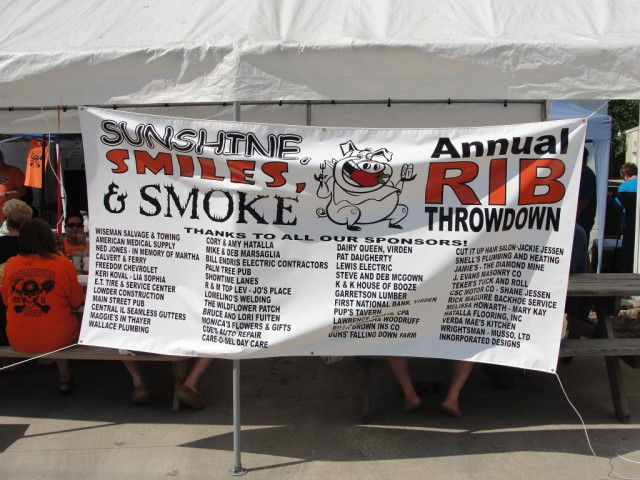 SUNSHINE,
SMILES,
& SMOKE
Annual
RIB
THROWDOWN
THANKS TO ALL OUR SPONSORS!
WISEMAN SALVAGE & TOWING
AMERICAN MEDICAL SUPPLY
NED JONES - IN MEMORY OF MARTHA
CALVERT & FERRY
FREEDOM CHEVROLET
KERI KOVAL - LIA SOPHIA
E.T. TIRE & SERVICE CENTER
LOWDER CONSTRUCTION
MAIN STREET PUB
CENTRAL IL SEAMLESS GUTTERS
MAGGIE'S IN THAYER
WALLACE PLUMBING
CORY & AMY HATALLA
MIKE & DEB MARSAGLIA
BILL ENDRES ELECTRIC CONTRACTORS
PALM TREE PUB
SHOWTIME LANES
R & M TOP LEV - JO'S PLACE
LOMELINO'S WELDING
THE WILDFLOWER PATCH
BRUCE AND LORI FUITEN
MONICA'S FLOWERS & GIFTS
COE'S AUTO REPAIR
CARE-O-SEL DAY CARE
DAIRY QUEEN, VIRDEN
PAT DAUGHERTY
LEWIS ELECTRIC
STEVE AND DEB MCGOWN
K & K HOUSE OF BOOZE
GARRETSON LUMBER
FIRST NATIONAL BANK, VIRDEN
PUP'S TAVERN
LAWRENCE WOODRUFF, CPA
BROWN INS CO
DOHS' FALLING DOWN FARM
CUT IT UP HAIR SALON-JACKIE JESSEN
SNELL'S PLUMBING AND HEATING
JAMIE'S - THE DIAMOND MINE
J. EVANS MASONRY CO
TEKER'S TUCK AND ROLL
CSC MOTOR CO - SHANE JESSEN
RICK MAGUIRE BACKHOE SERVICE
MELISSA HOWARTH - MARY KAY
HATALLA FLOORING, INC
VERDA MAE'S KITCHEN
WRIGHTSMAN - MUSSO, LTD
INKORPORATED DESIGNS